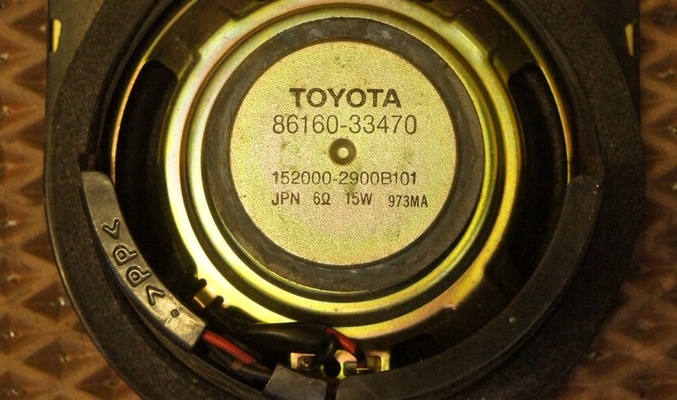 TOYOTA
86160-33470
152000-2900B101
JPN 6Ω 15W 973MA
>PP<